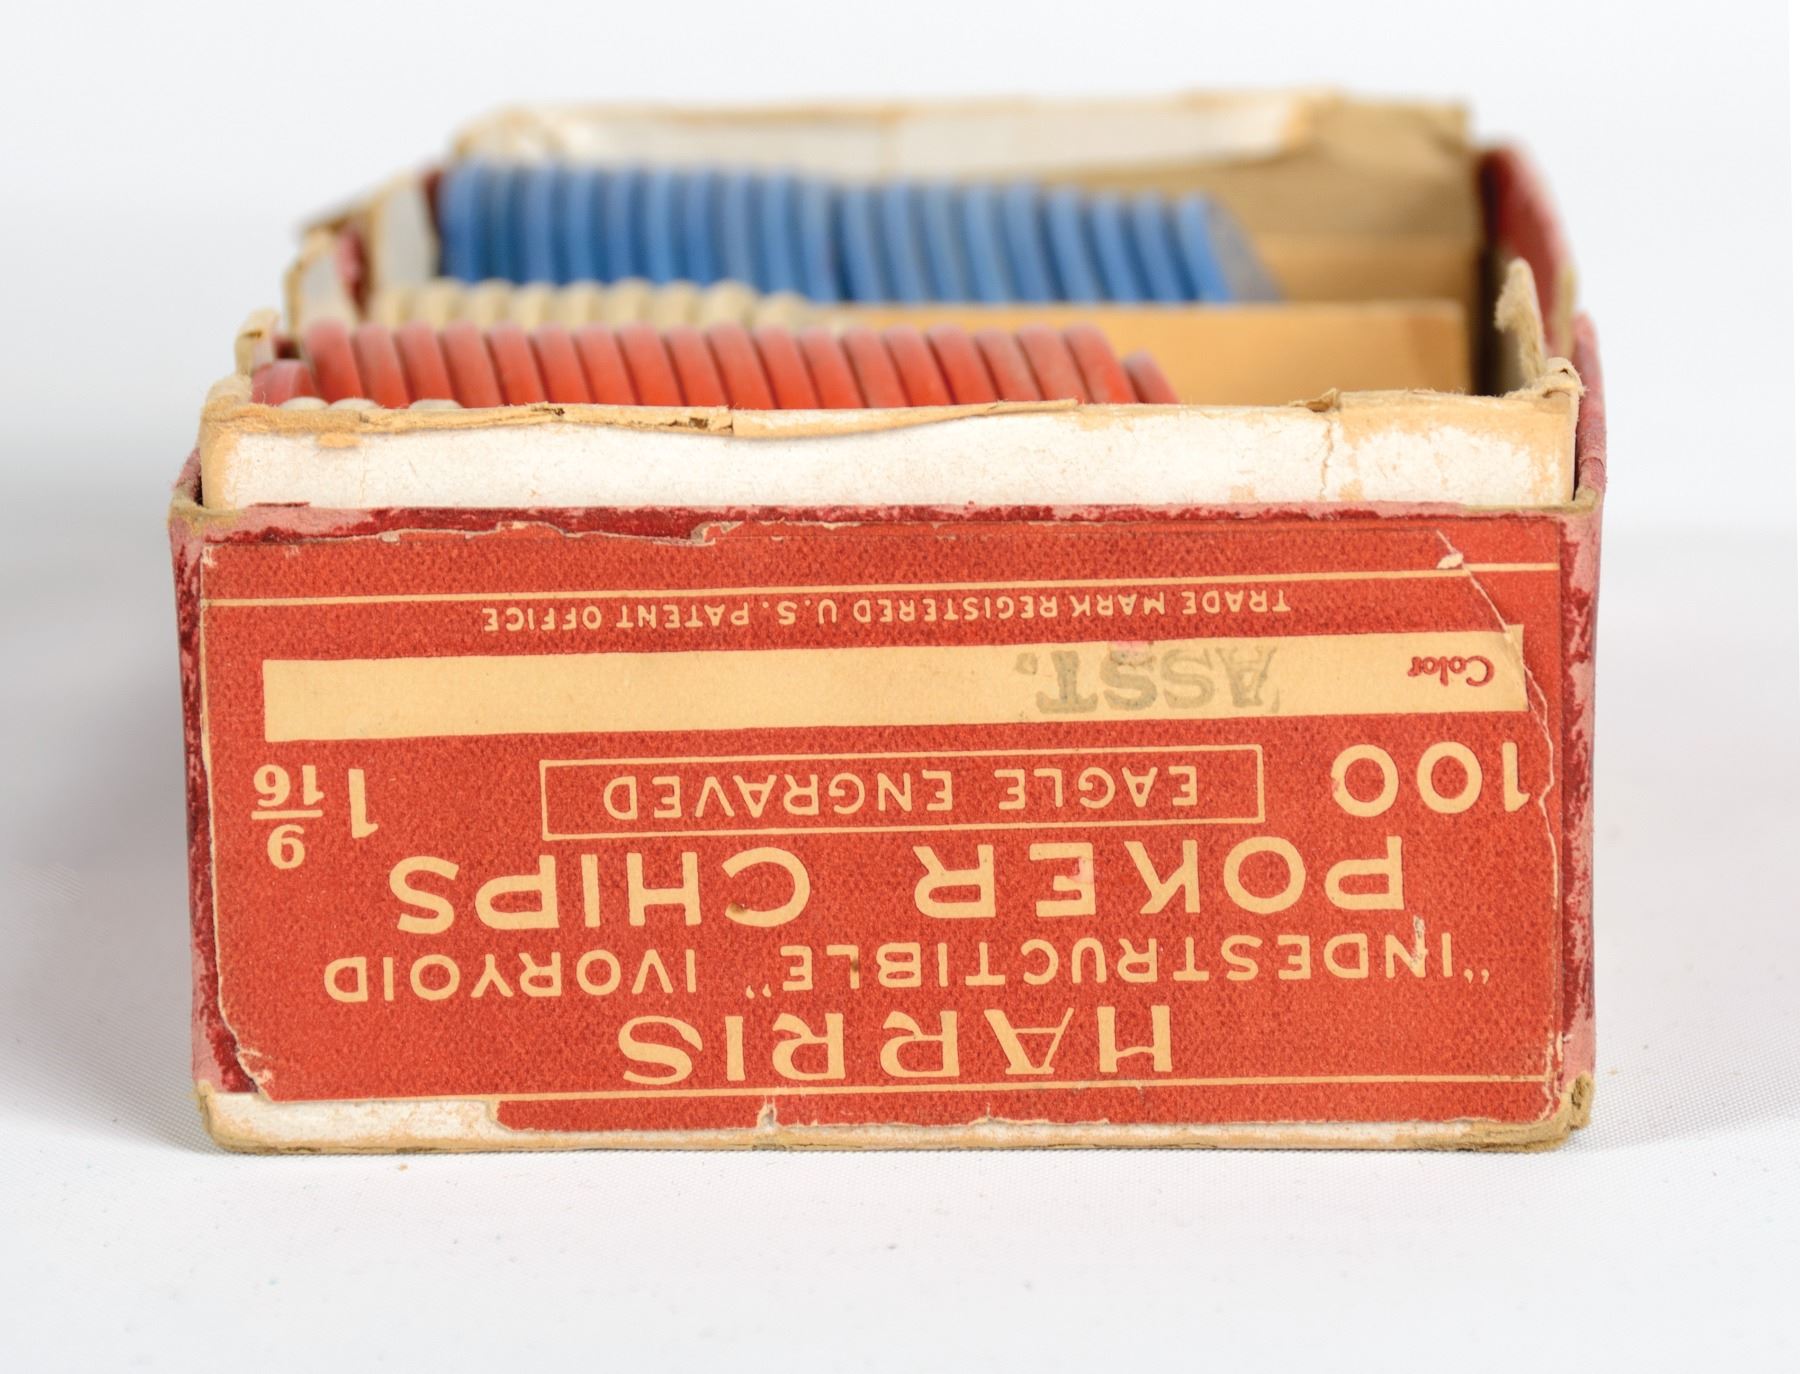 HARRIS
"INDESTRUCTIBLE" IVORYOID
POKER CHIPS
100 EAGLE ENGRAVED 1 9/16
Color ASST.
TRADE MARK REGISTERED U.S. PATENT OFFICE